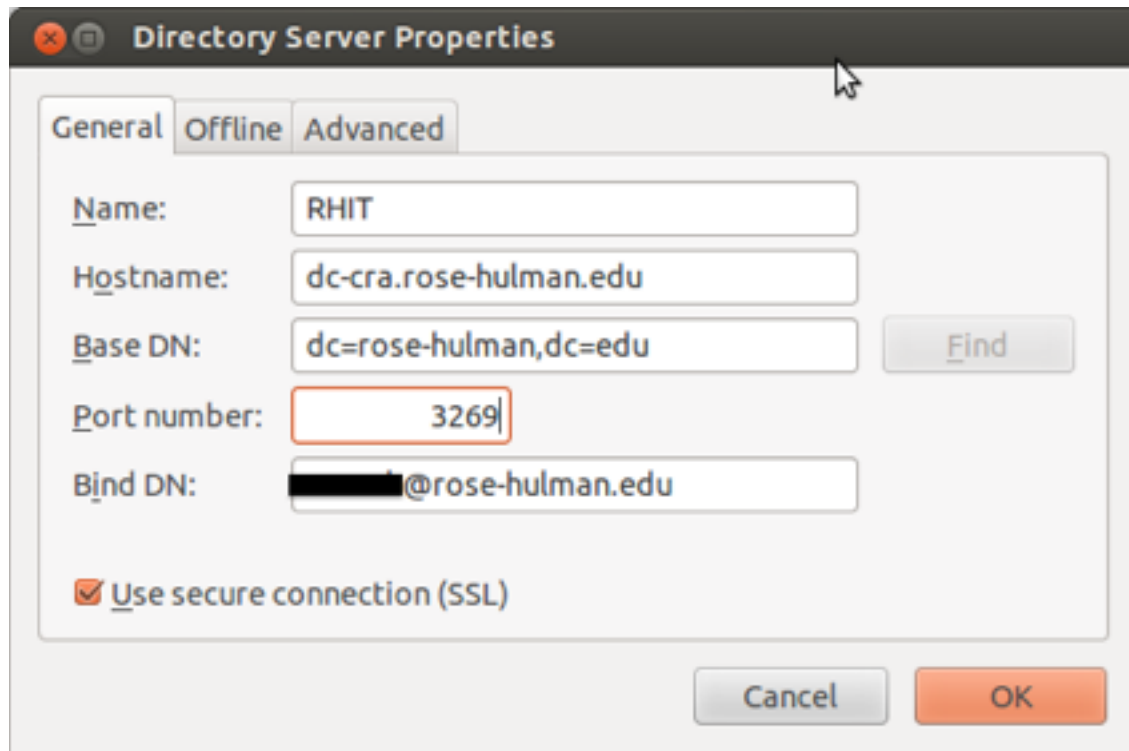 Directory Server Properties
General Offline Advanced
Name: RHIT
Hostname: dc-cra.rose-hulman.edu
Base DN: dc=rose-hulman,dc=edu Find
Port number: 3269
Bind DN: @rose-hulman.edu
Use secure connection (SSL)
Cancel OK